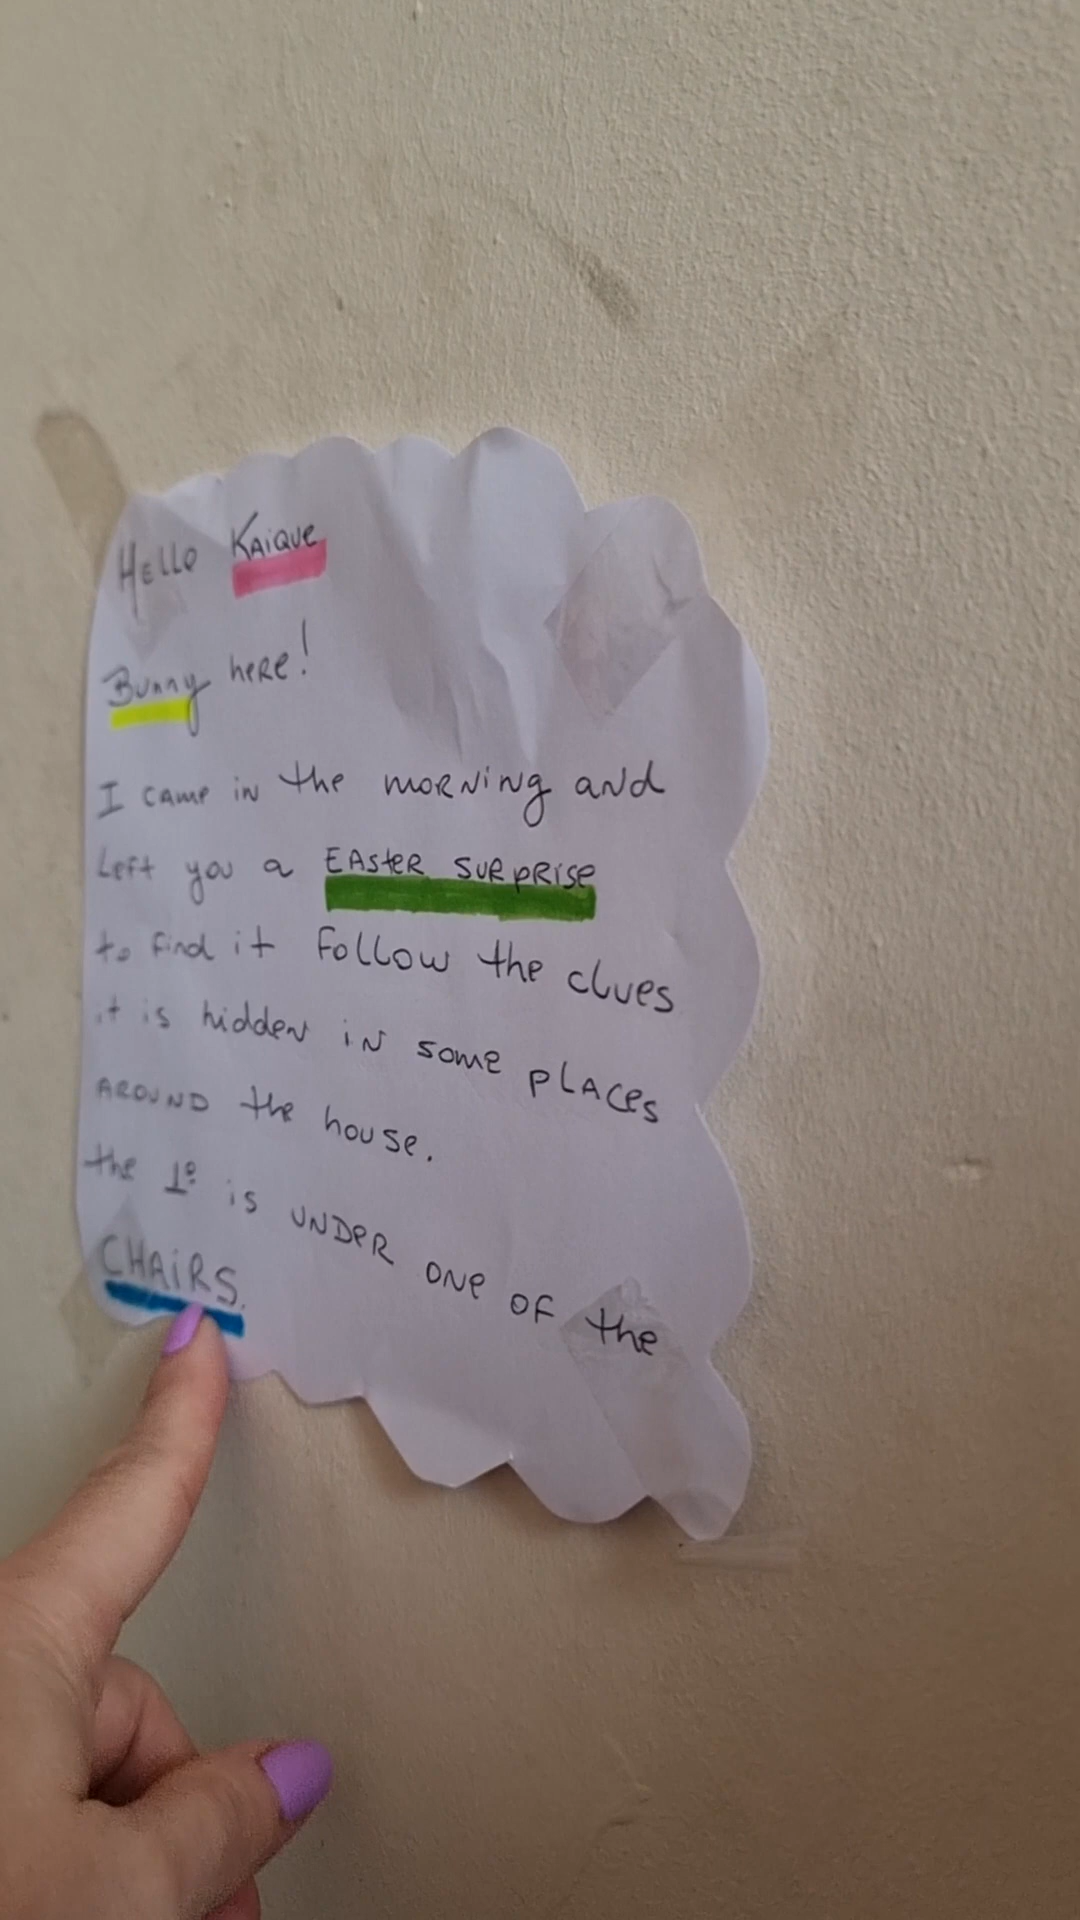 HELLO KAiQUE
Bunny here!
I came in the morning and
Left you a EASTER SURPRISE
to find it follow the clues
it is hidden in some places
AROUND the house.
the 1º is UNDER ONE OF the
CHAIRS.